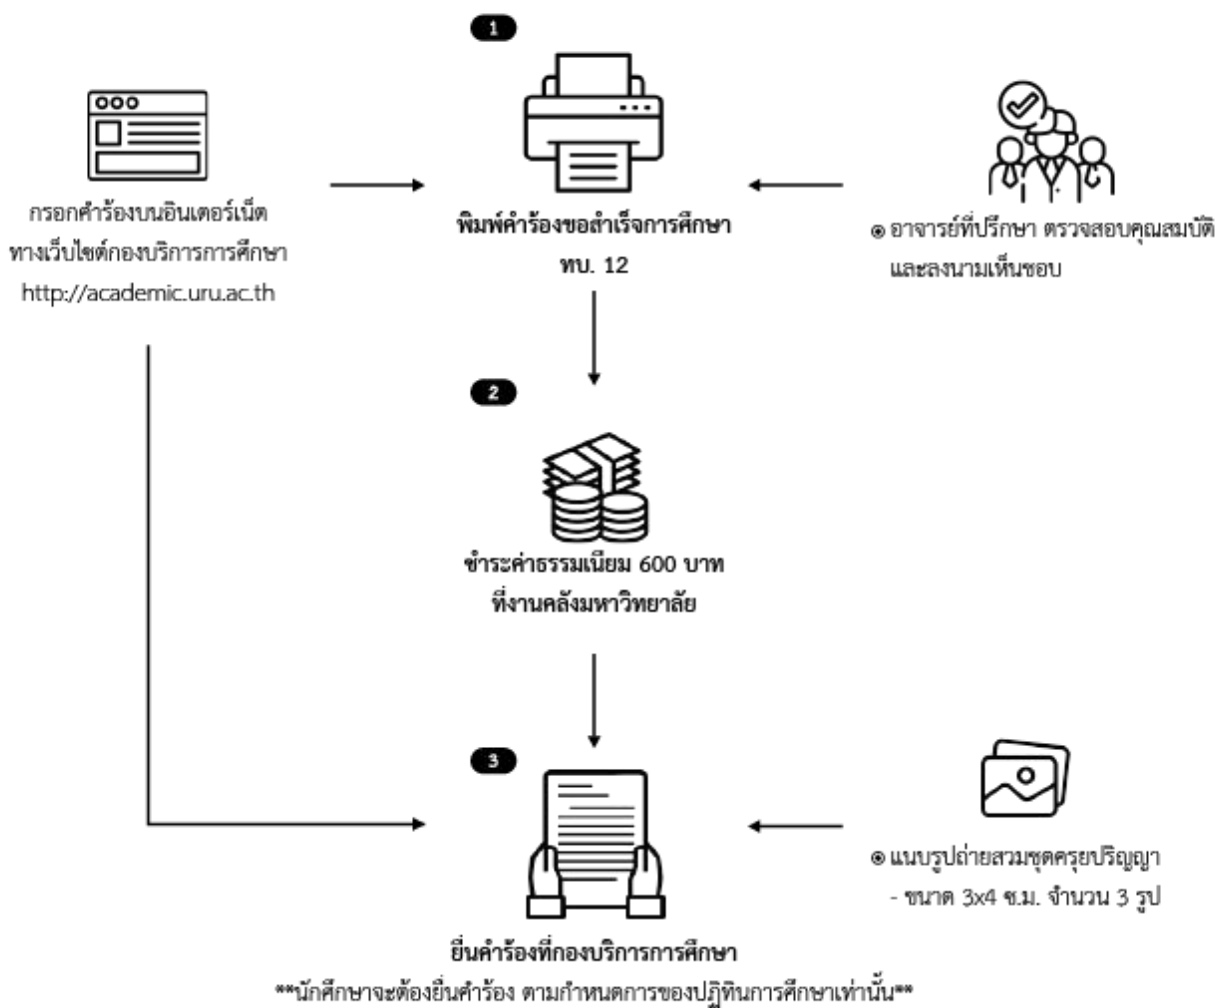 1
กรอกคำร้องบนอินเตอร์เน็ต
ทางเว็บไซต์กองบริการการศึกษา
http://academic.uru.ac.th
พิมพ์คำร้องขอสำเร็จการศึกษา
ทบ. 12
๏ อาจารย์ที่ปรึกษา ตรวจสอบคุณสมบัติ
และลงนามเห็นชอบ
2
ชำระค่าธรรมเนียม 600 บาท
ที่งานคลังมหาวิทยาลัย
3
๏ แนบรูปถ่ายสวมชุดครุยปริญญา
- ขนาด 3x4 ซ.ม. จำนวน 3 รูป
ยื่นคำร้องที่กองบริการการศึกษา
**นักศึกษาจะต้องยื่นคำร้อง ตามกำหนดการของปฏิทินการศึกษาเท่านั้น**